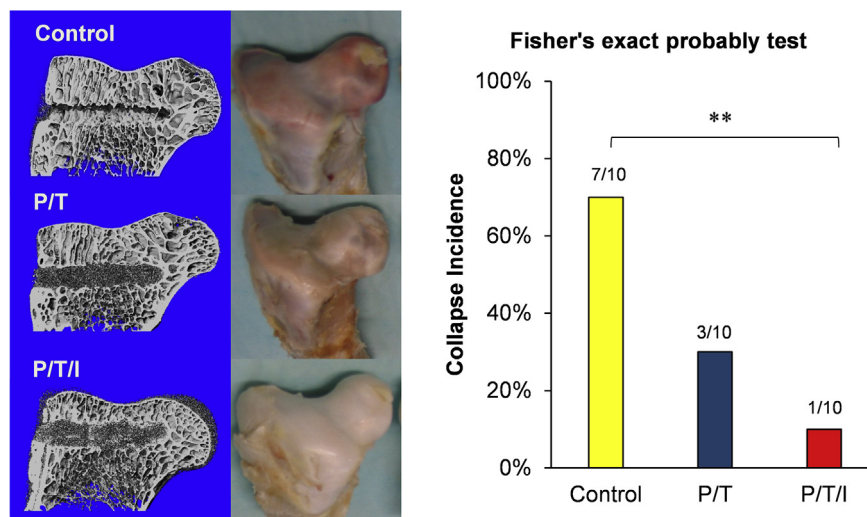 Control
P/T
P/T/I
Fisher's exact probably test
Collapse Incidence
100%
80%
60%
40%
20%
0%
**
7/10
3/10
1/10
Control
P/T
P/T/I